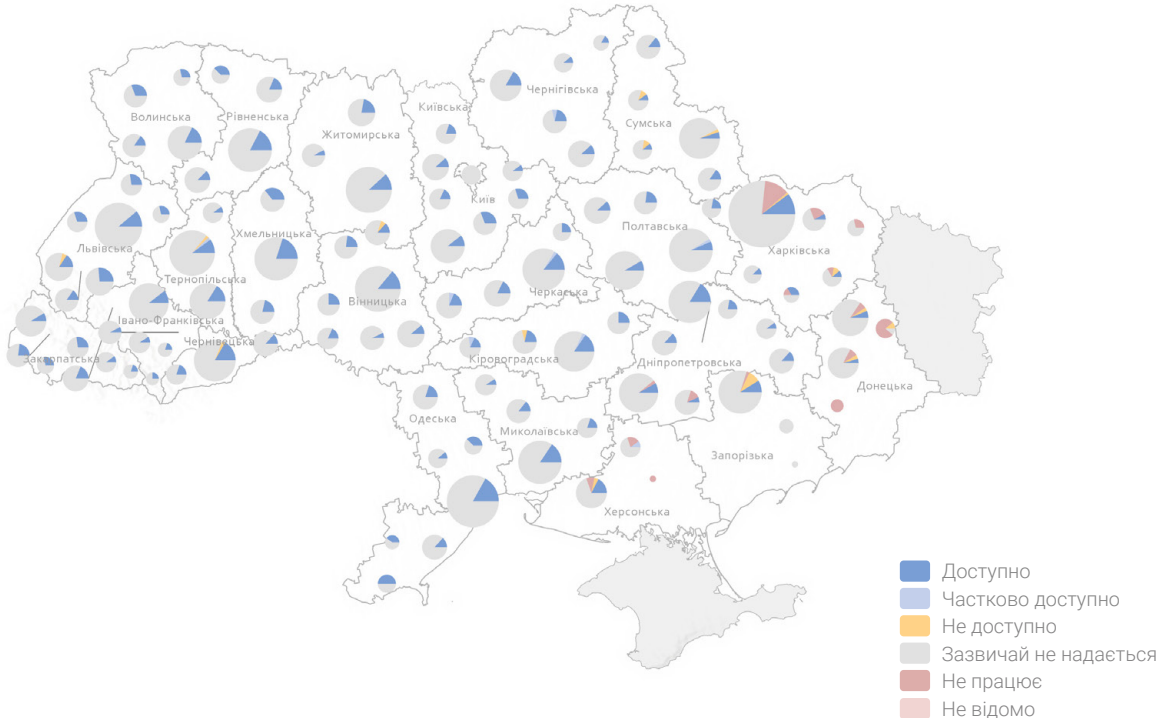 Київська
Чернігівська
Волинська
Рівненська
Житомирська
Сумська
Київ
Полтавська
Хмельницька
Львівська
Харківська
Тернопільська
Вінницька
Черкаська
Івано-Франківська
Чернівецька
Закарпатська
Кіровоградська
Дніпропетровська
Донецька
Одеська
Миколаївська
Запорізька
Херсонська
Доступно
Частково доступно
Не доступно
Зазвичай не надається
Не працює
Не відомо